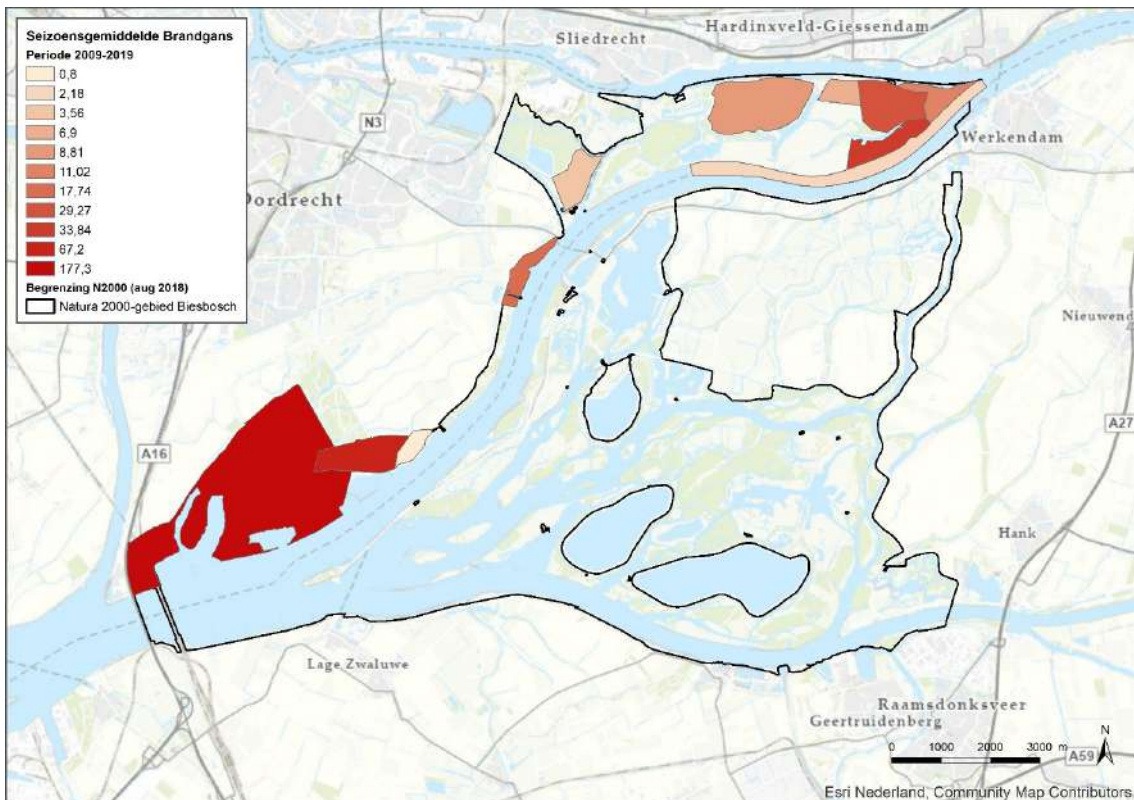 Seizoensgemiddelde Brandgans
Periode 2009-2019
0,8
2,18
3,56
6,9
8,81
11,02
17,74
29,27
33,84
67,2
177,3
Begrenzing N2000 (aug 2018)
Natura 2000-gebied Biesbosch
Hardinxveld-Giessendam
Sliedrecht
N3
Werkendam
Dordrecht
Nieuwend
A27
A16
Hank
Lage Zwaluwe
Raamsdonksveer
Geertruidenberg
N
0 1000 2000 3000 m
A59
Esri Nederland, Community Map Contributors